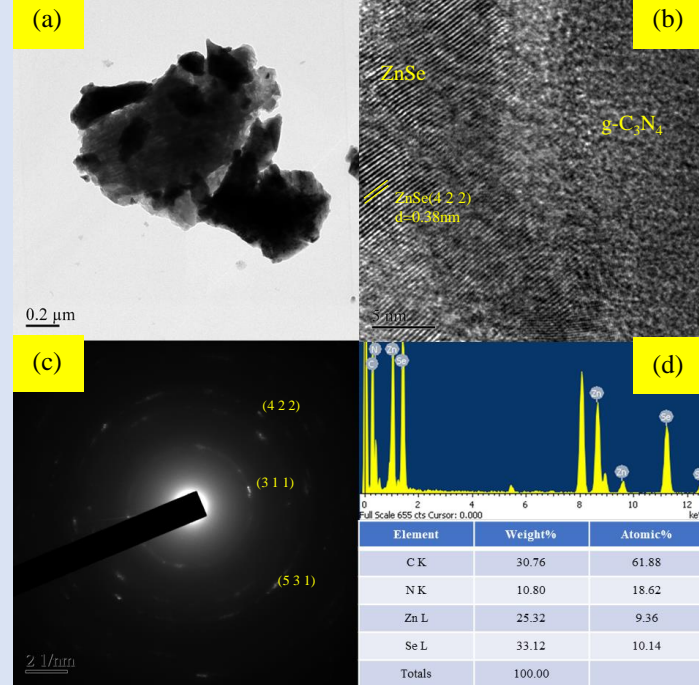 (a)
0.2 μm
(b)
ZnSe
g-C₃N₄
ZnSe(4 2 2)
d=0.38nm
5 nm
(c)
(4 2 2)
(3 1 1)
(5 3 1)
2 1/nm
(d)
N Zn
C Se
Zn
Se
Zn
0 2 4 6 8 10 12
Full Scale 655 cts Cursor: 0.000
Element Weight% Atomic%
C K 30.76 61.88
N K 10.80 18.62
Zn L 25.32 9.36
Se L 33.12 10.14
Totals 100.00